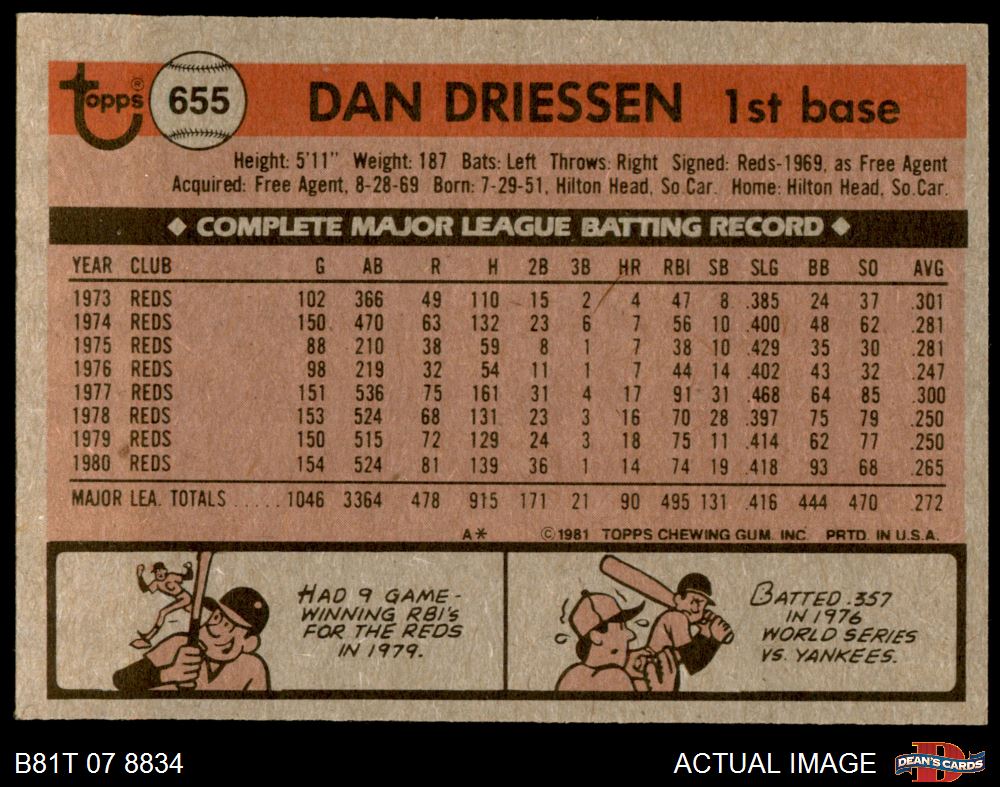 Topps® 655 DAN DRIESSEN 1st base
Height: 5'11" Weight: 187 Bats: Left Throws: Right Signed: Reds-1969, as Free Agent
Acquired: Free Agent, 8-28-69 Born: 7-29-51, Hilton Head, So.Car. Home: Hilton Head, So.Car.
◆ COMPLETE MAJOR LEAGUE BATTING RECORD ◆
YEAR CLUB G AB R H 2B 3B HR RBI SB SLG BB SO AVG
1973 REDS 102 366 49 110 15 2 4 47 8 .385 24 37 .301
1974 REDS 150 470 63 132 23 6 7 56 10 .400 48 62 .281
1975 REDS 88 210 38 59 8 1 7 38 10 .429 35 30 .281
1976 REDS 98 219 32 54 11 1 7 44 14 .402 43 32 .247
1977 REDS 151 536 75 161 31 4 17 91 31 .468 64 85 .300
1978 REDS 153 524 68 131 23 3 16 70 28 .397 75 79 .250
1979 REDS 150 515 72 129 24 3 18 75 11 .414 62 77 .250
1980 REDS 154 524 81 139 36 1 14 74 19 .418 93 68 .265
MAJOR LEA. TOTALS ..... 1046 3364 478 915 171 21 90 495 131 .416 444 470 .272
A* ©1981 TOPPS CHEWING GUM, INC. PRTD. IN U.S.A.
HAD 9 GAME-
WINNING RBI'S
FOR THE REDS
IN 1979.
BATTED .357
IN 1976
WORLD SERIES
VS. YANKEES.
B81T 07 8834 ACTUAL IMAGE DEAN'S CARDS